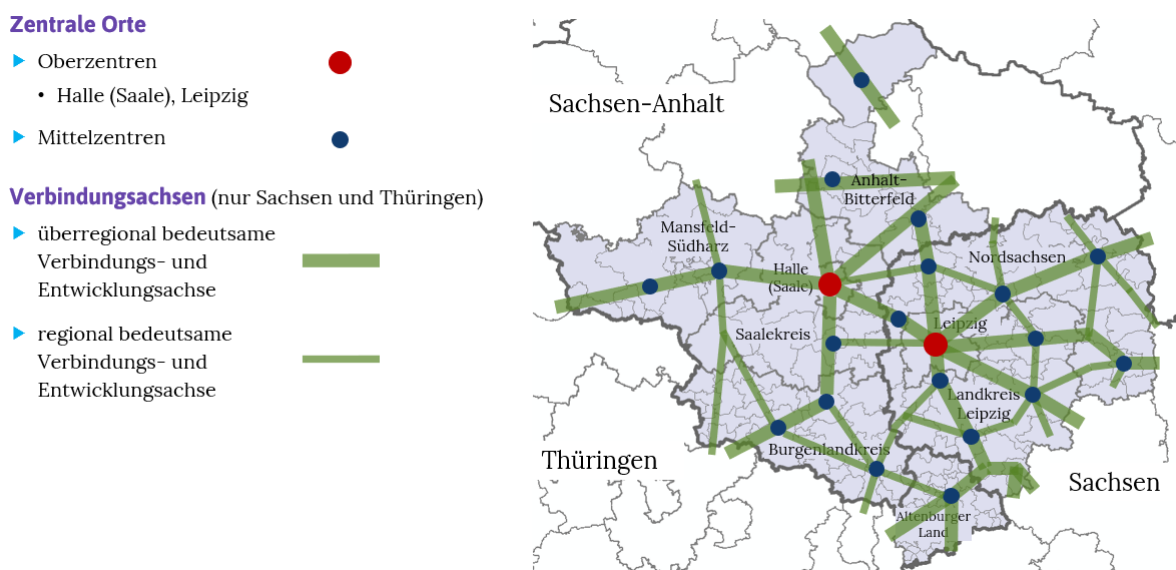 Zentrale Orte
Oberzentren
• Halle (Saale), Leipzig
Mittelzentren
Verbindungsachsen (nur Sachsen und Thüringen)
überregional bedeutsame
Verbindungs- und
Entwicklungsachse
regional bedeutsame
Verbindungs- und
Entwicklungsachse
Sachsen-Anhalt
Anhalt-
Bitterfeld
Mansfeld-
Südharz
Nordsachsen
Halle
(Saale)
Leipzig
Saalekreis
Landkreis
Leipzig
Burgenlandkreis
Thüringen
Sachsen
Altenburger
Land